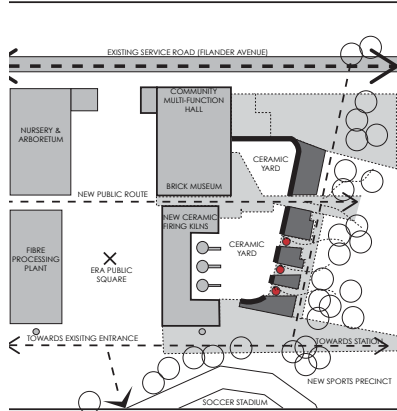 EXISTING SERVICE ROAD (FILANDER AVENUE)
COMMUNITY
MULTI-FUNCTION
HALL
NURSERY &
ARBORETUM
CERAMIC
YARD
BRICK MUSEUM
NEW PUBLIC ROUTE
NEW CERAMIC
FIRING KILNS
FIBRE
PROCESSING
PLANT
CERAMIC
YARD
ERA PUBLIC
SQUARE
TOWARDS EXISITING ENTRANCE
TOWARDS STATION
NEW SPORTS PRECINCT
SOCCER STADIUM